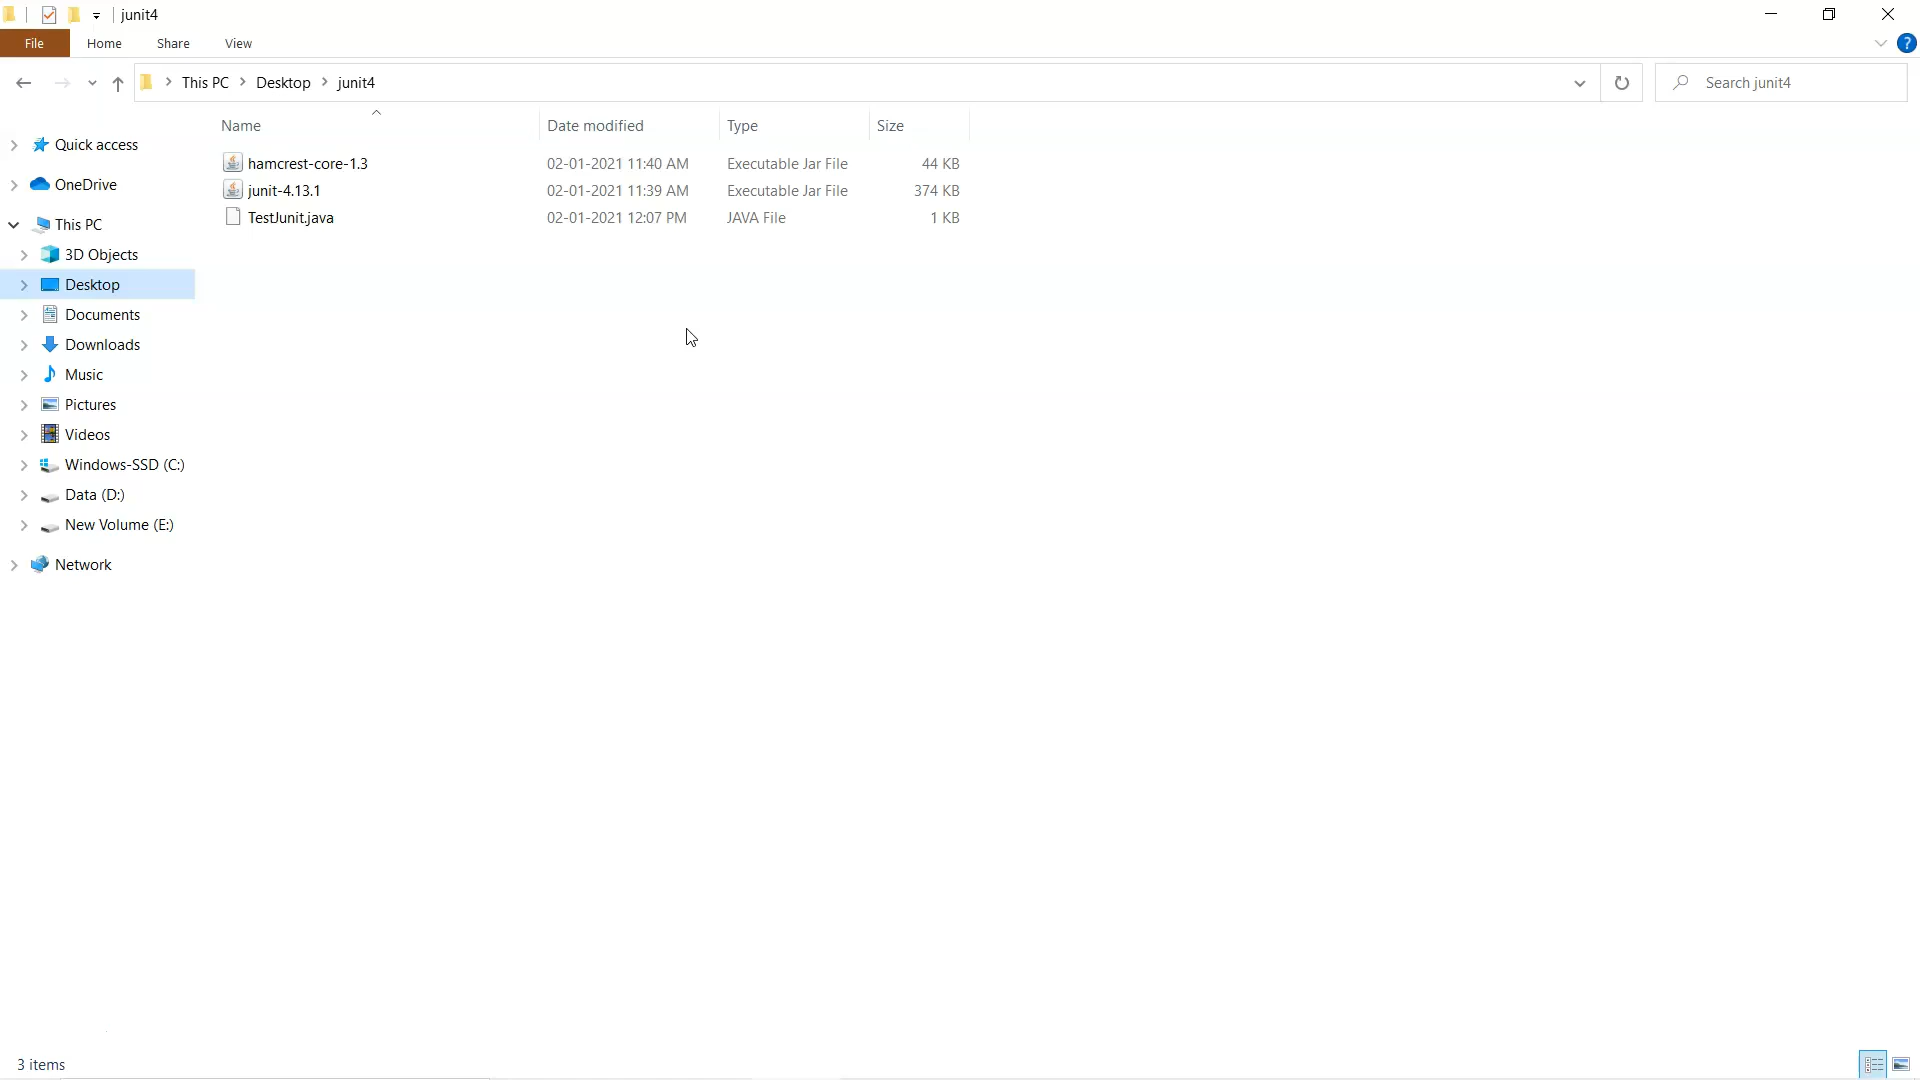 junit4
File Home Share View
This PC Desktop junit4
Search junit4
Name Date modified Type Size
Quick access
hamcrest-core-1.3 02-01-2021 11:40 AM Executable Jar File 44 KB
OneDrive
junit-4.13.1 02-01-2021 11:39 AM Executable Jar File 374 KB
This PC
TestJunit.java 02-01-2021 12:07 PM JAVA File 1 KB
3D Objects
Desktop
Documents
Downloads
Music
Pictures
Videos
Windows-SSD (C:)
Data (D:)
New Volume (E:)
Network
3 items